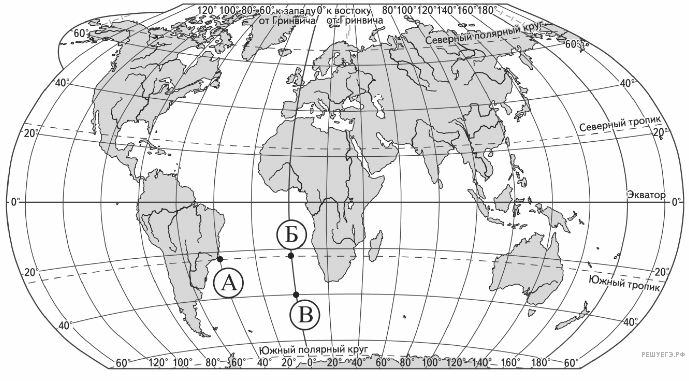 120° 100° 80° 60° к западу 0° к востоку 80° 100° 120° 140° 160° 180°
от Гринвича от Гринвича
Северный полярный круг
60° 60°
40° 40°
Северный тропик
20° 20°
Экватор
0° 0°
Б
20° 20°
А
Южный тропик
В
40° 40°
Южный полярный круг
РЕШУЕГЭ.РФ
60° 120° 100° 80° 60° 40° 20° 0° 20° 40° 60° 80° 100° 120° 140° 160° 180° 60°